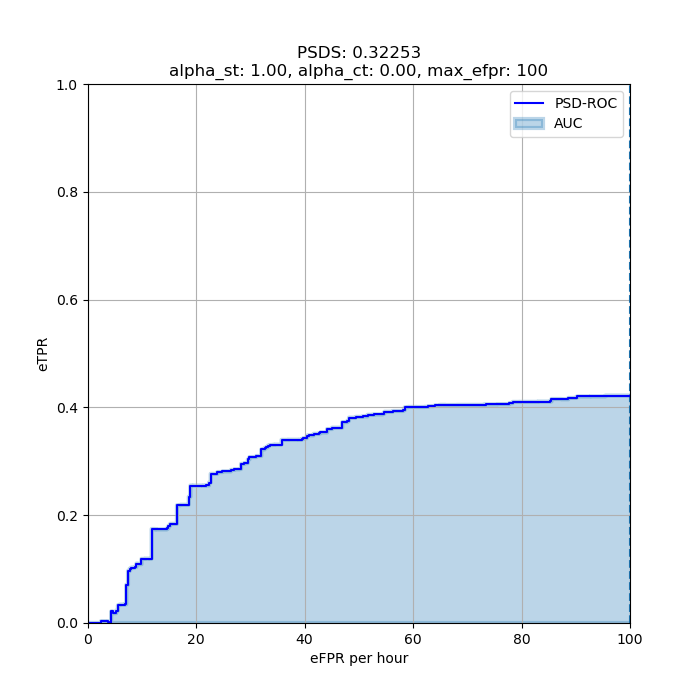 PSDS: 0.32253
alpha_st: 1.00, alpha_ct: 0.00, max_efpr: 100
PSD-ROC
AUC
1.0
0.8
0.6
0.4
0.2
0.0
eTPR
0 20 40 60 80 100
eFPR per hour